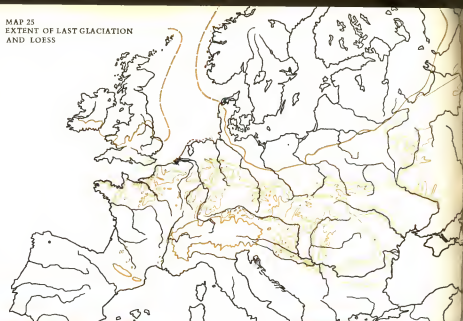 MAP 25
EXTENT OF LAST GLACIATION
AND LOESS